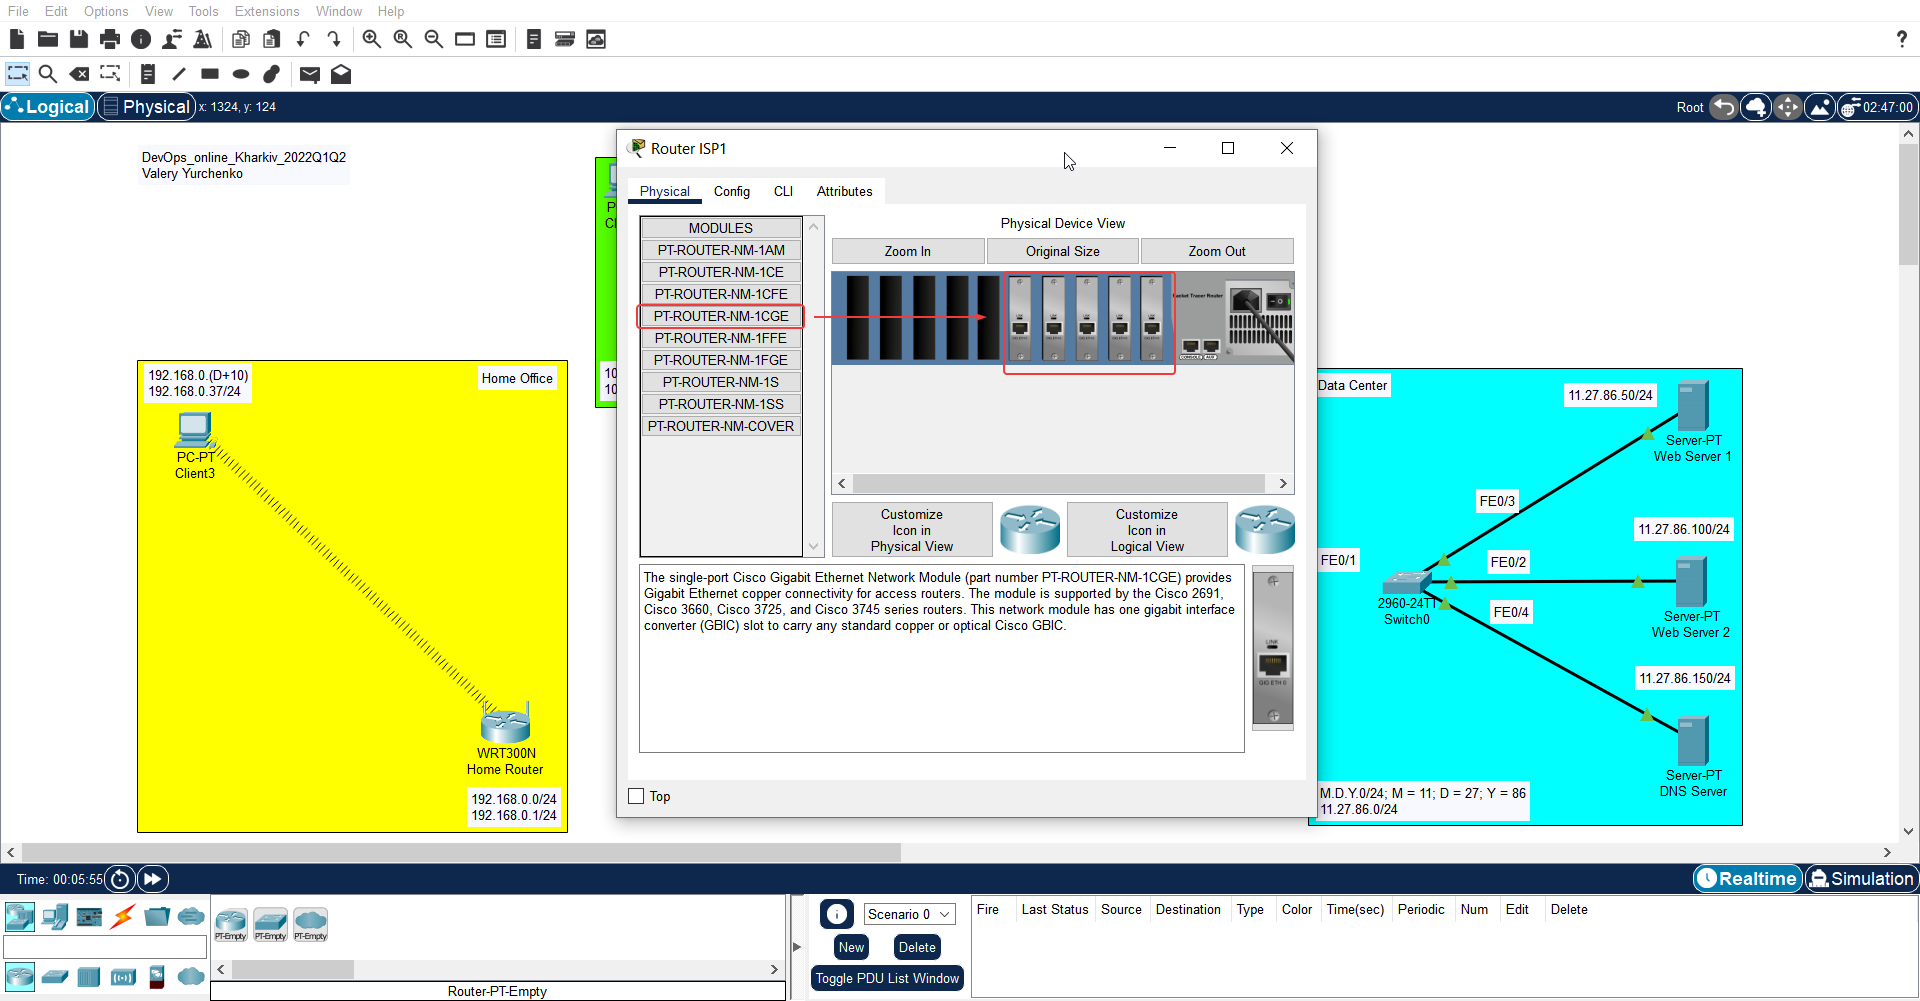 File Edit Options View Tools Extensions Window Help
?
Logical Physical x: 1324, y: 124
Root 02:47:00
DevOps_online_Kharkiv_2022Q1Q2
Valery Yurchenko
Router ISP1
Physical Config CLI Attributes
MODULES
PT-ROUTER-NM-1AM
PT-ROUTER-NM-1CE
PT-ROUTER-NM-1CFE
PT-ROUTER-NM-1CGE
PT-ROUTER-NM-1FFE
PT-ROUTER-NM-1FGE
PT-ROUTER-NM-1S
PT-ROUTER-NM-1SS
PT-ROUTER-NM-COVER
Physical Device View
Zoom In Original Size Zoom Out
Packet Tracer Router
CONSOLE AUX
Customize
Icon in
Physical View
Customize
Icon in
Logical View
The single-port Cisco Gigabit Ethernet Network Module (part number PT-ROUTER-NM-1CGE) provides
Gigabit Ethernet copper connectivity for access routers. The module is supported by the Cisco 2691,
Cisco 3660, Cisco 3725, and Cisco 3745 series routers. This network module has one gigabit interface
converter (GBIC) slot to carry any standard copper or optical Cisco GBIC.
LINK
GIG ETH 0
Top
P
Cl
10
10
192.168.0.(D+10)
192.168.0.37/24
Home Office
PC-PT
Client3
WRT300N
Home Router
192.168.0.0/24
192.168.0.1/24
Data Center
11.27.86.50/24
Server-PT
Web Server 1
FE0/3
11.27.86.100/24
FE0/1
FE0/2
2960-24TT
Switch0
FE0/4
Server-PT
Web Server 2
11.27.86.150/24
Server-PT
DNS Server
M.D.Y.0/24; M = 11; D = 27; Y = 86
11.27.86.0/24
Time: 00:05:55
Realtime Simulation
PT-Empty PT-Empty PT-Empty
Router-PT-Empty
Scenario 0
New Delete
Toggle PDU List Window
Fire Last Status Source Destination Type Color Time(sec) Periodic Num Edit Delete